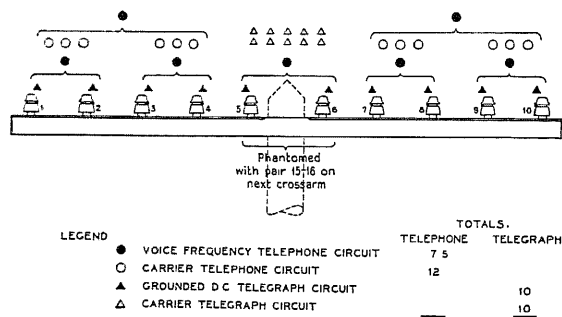 1 2 3 4 5 6 7 8 9 10
Phantomed
with pair 15-16 on
next crossarm
TOTALS.
LEGEND TELEPHONE TELEGRAPH
VOICE FREQUENCY TELEPHONE CIRCUIT 7 5
CARRIER TELEPHONE CIRCUIT 12
GROUNDED D C TELEGRAPH CIRCUIT 10
CARRIER TELEGRAPH CIRCUIT 10